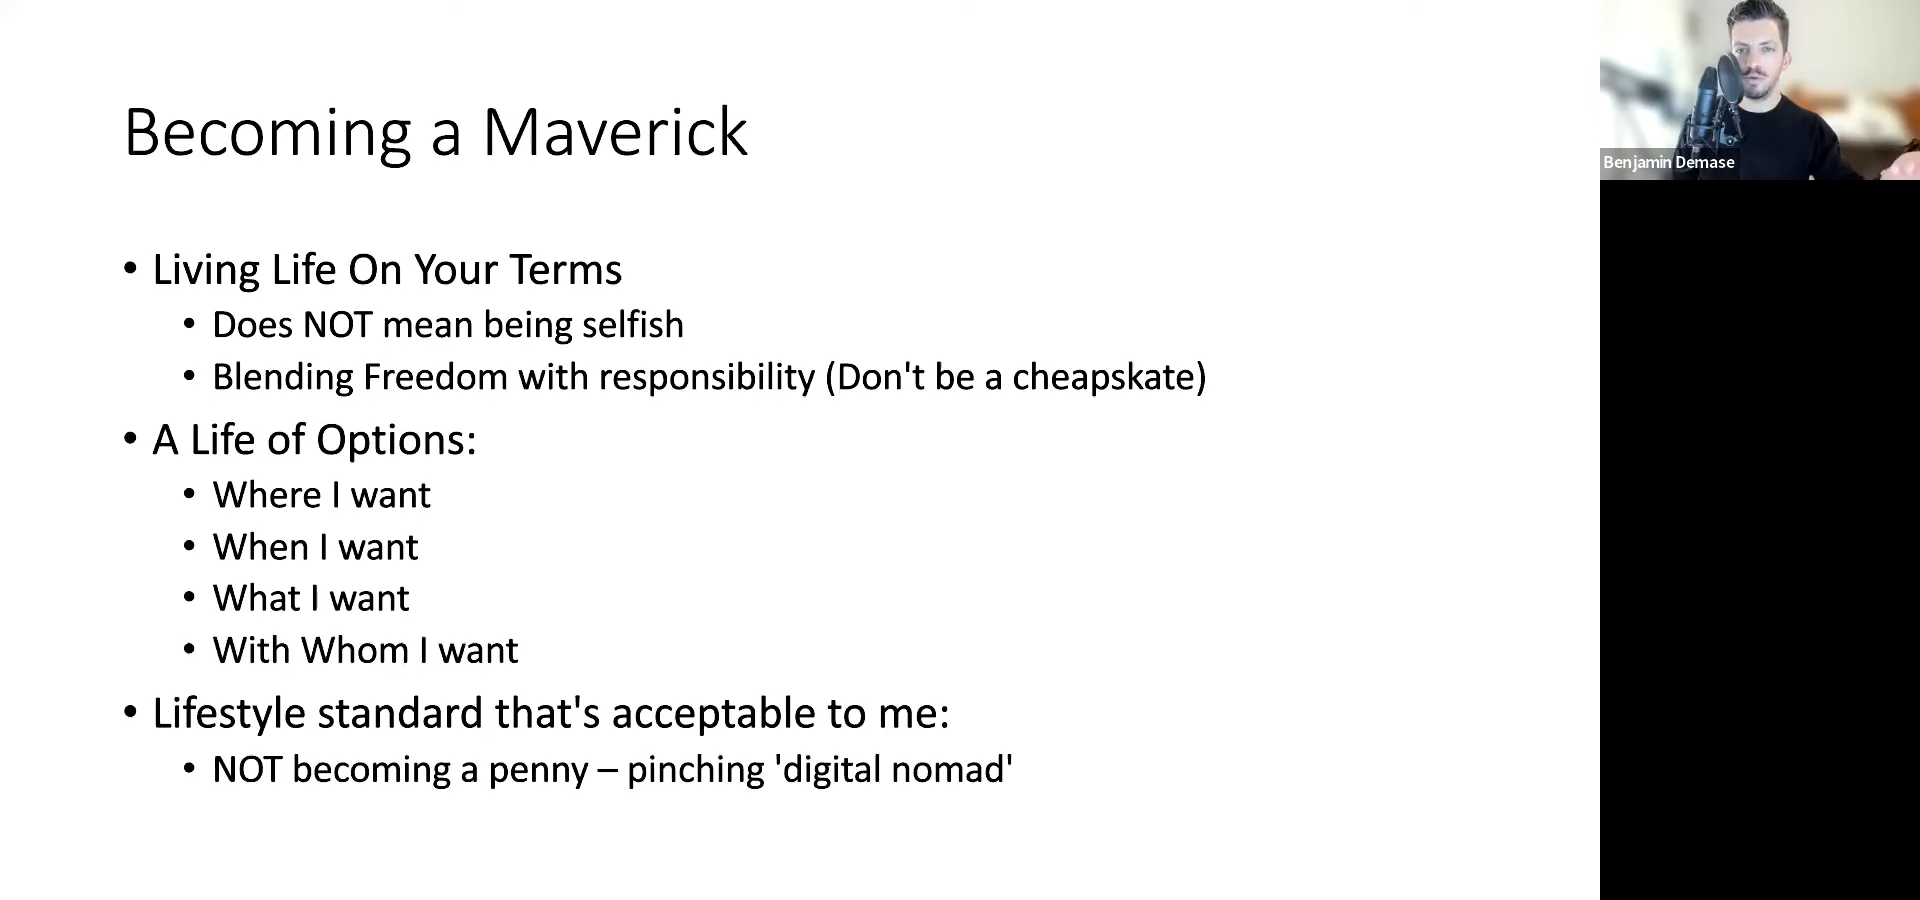 Becoming a Maverick
• Living Life On Your Terms
• Does NOT mean being selfish
• Blending Freedom with responsibility (Don't be a cheapskate)
• A Life of Options:
• Where I want
• When I want
• What I want
• With Whom I want
• Lifestyle standard that's acceptable to me:
• NOT becoming a penny – pinching 'digital nomad'
Benjamin Demase